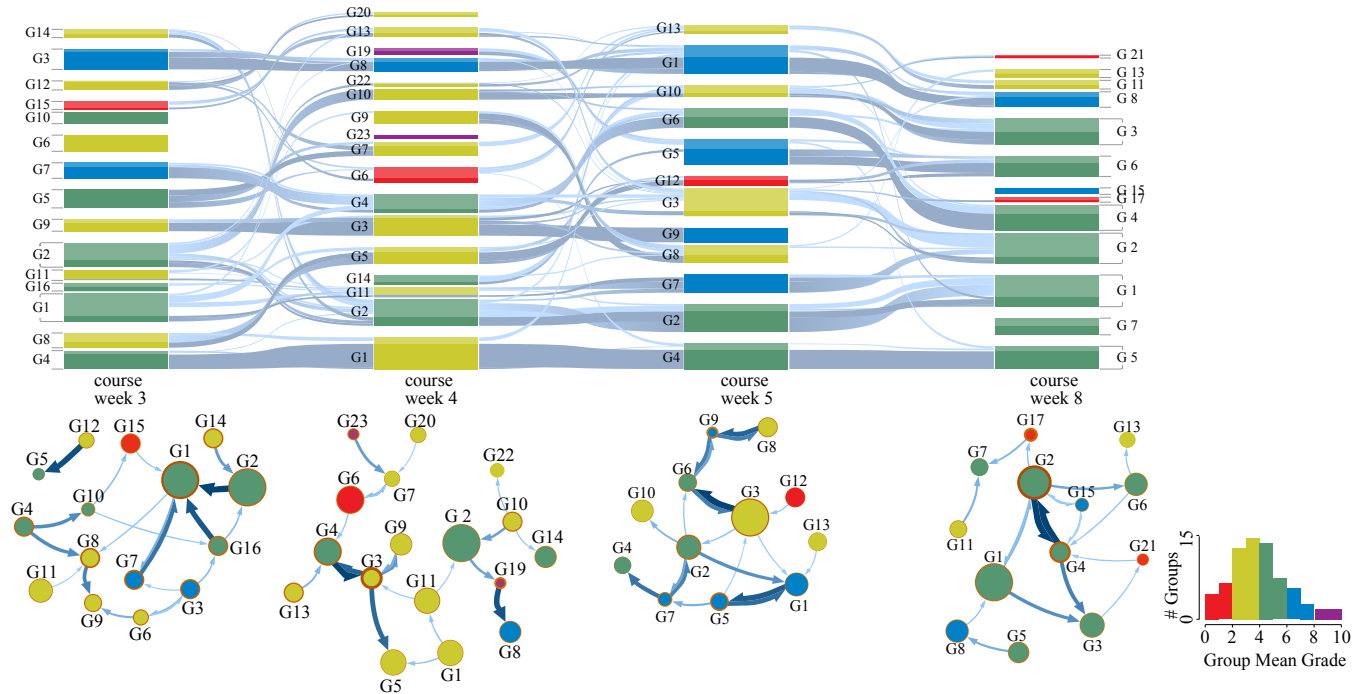 G14
G3
G12
G15
G10
G6
G7
G5
G9
G2
G11
G16
G1
G8
G4
course
week 3
G20
G13
G19
G8
G22
G10
G9
G23
G7
G6
G4
G3
G5
G14
G11
G2
G1
course
week 4
G13
G1
G10
G6
G5
G12
G3
G9
G8
G7
G2
G4
course
week 5
G 21
G 13
G 11
G 8
G 3
G 6
G 15
G 17
G 4
G 2
G 1
G 7
G 5
course
week 8
G12
G5
G15
G14
G1
G2
G4
G10
G8
G16
G11
G7
G3
G9
G6
G23
G20
G6
G7
G22
G10
G4
G9
G 2
G3
G14
G19
G13
G11
G8
G5
G1
G9
G8
G6
G3
G12
G10
G13
G4
G2
G7
G5
G1
G17
G13
G7
G2
G15
G6
G11
G4
G21
G1
G8
G5
G3
# Groups
15
0
0 2 4 6 8 10
Group Mean Grade